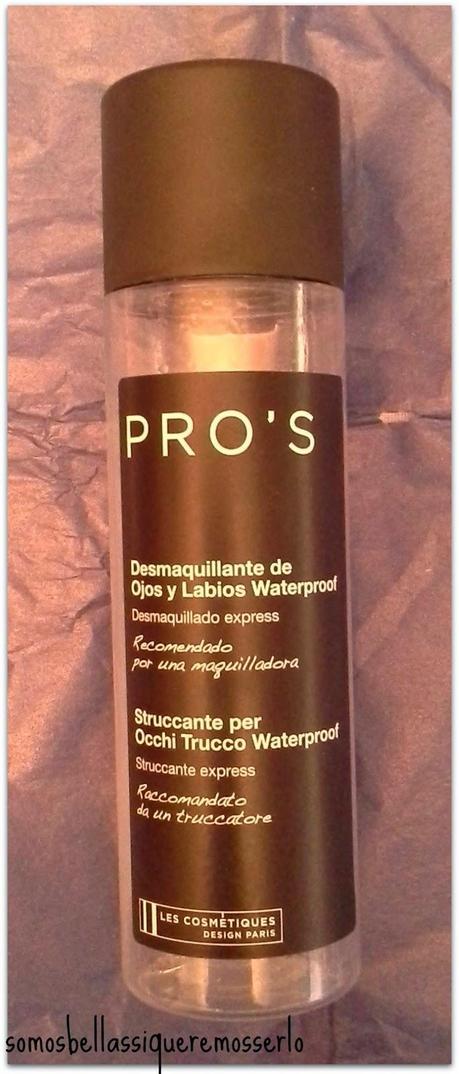 PRO'S
Desmaquillante de
Ojos y Labios Waterproof
Desmaquillado express
Recomendado
por una maquilladora
Struccante per
Occhi Trucco Waterproof
Struccante express
Raccomandato
da un truccatore
LES COSMÉTIQUES
DESIGN PARIS
somosbellassiqueremosserlo